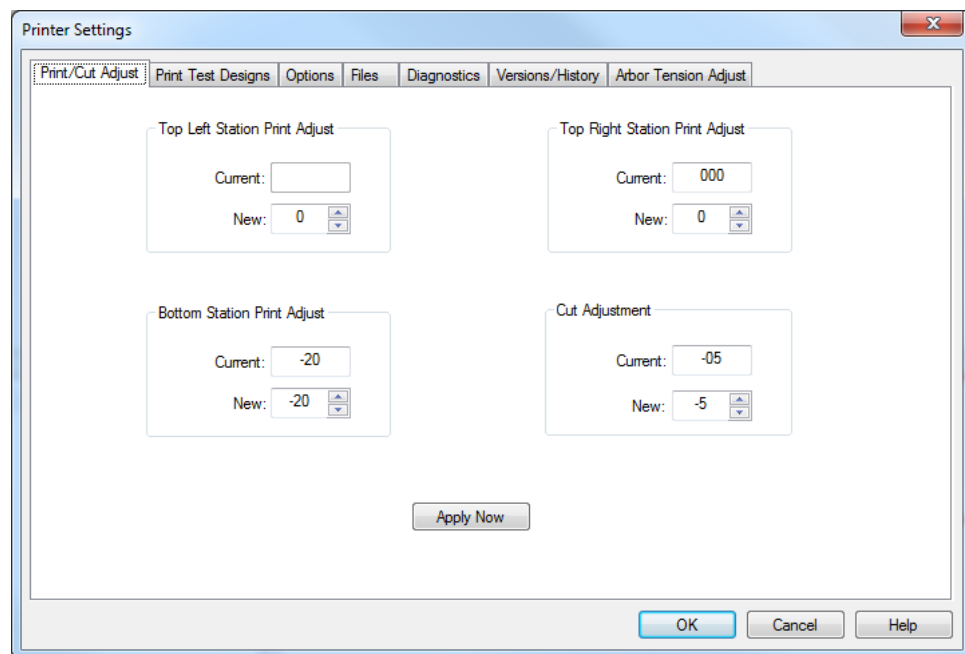 Printer Settings
Print/Cut Adjust Print Test Designs Options Files Diagnostics Versions/History Arbor Tension Adjust
Top Left Station Print Adjust
Current:
New: 0
Top Right Station Print Adjust
Current: 000
New: 0
Bottom Station Print Adjust
Current: -20
New: -20
Cut Adjustment
Current: -05
New: -5
Apply Now
OK Cancel Help